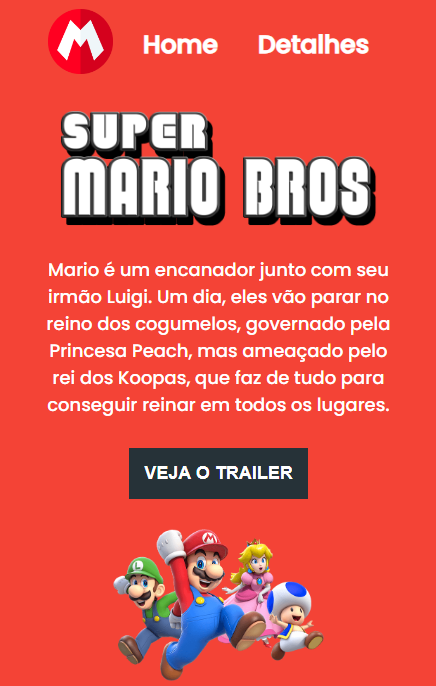 M
Home Detalhes
SUPER
MARIO BROS
Mario é um encanador junto com seu
irmão Luigi. Um dia, eles vão parar no
reino dos cogumelos, governado pela
Princesa Peach, mas ameaçado pelo
rei dos Koopas, que faz de tudo para
conseguir reinar em todos os lugares.
VEJA O TRAILER
L
M